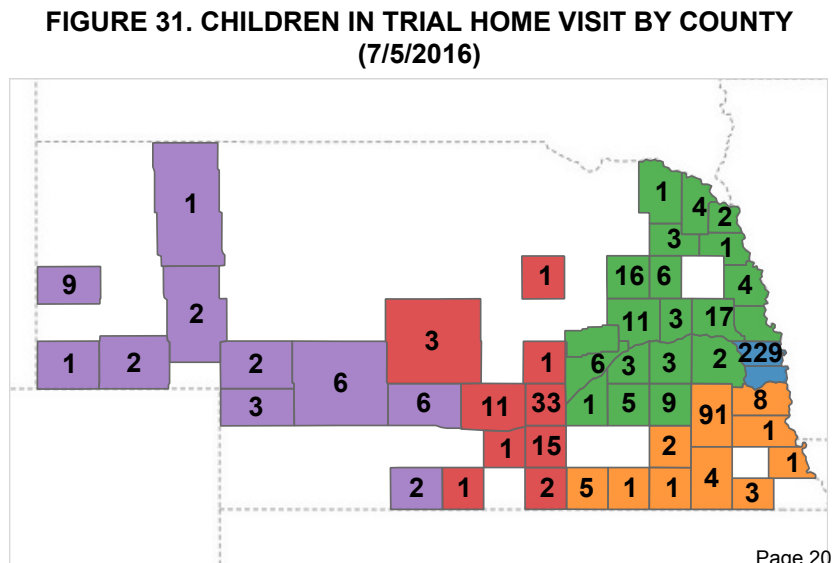 FIGURE 31. CHILDREN IN TRIAL HOME VISIT BY COUNTY
(7/5/2016)
1
1 4 2
3 1
9
1
16 6 4
2
11 3 17
3
1 2 2 1 6 3 3 2 229
6
3 6 11 33 1 5 9 91 8
1 15 2 1
1
2 1 2 5 1 1 4 3
Page 20